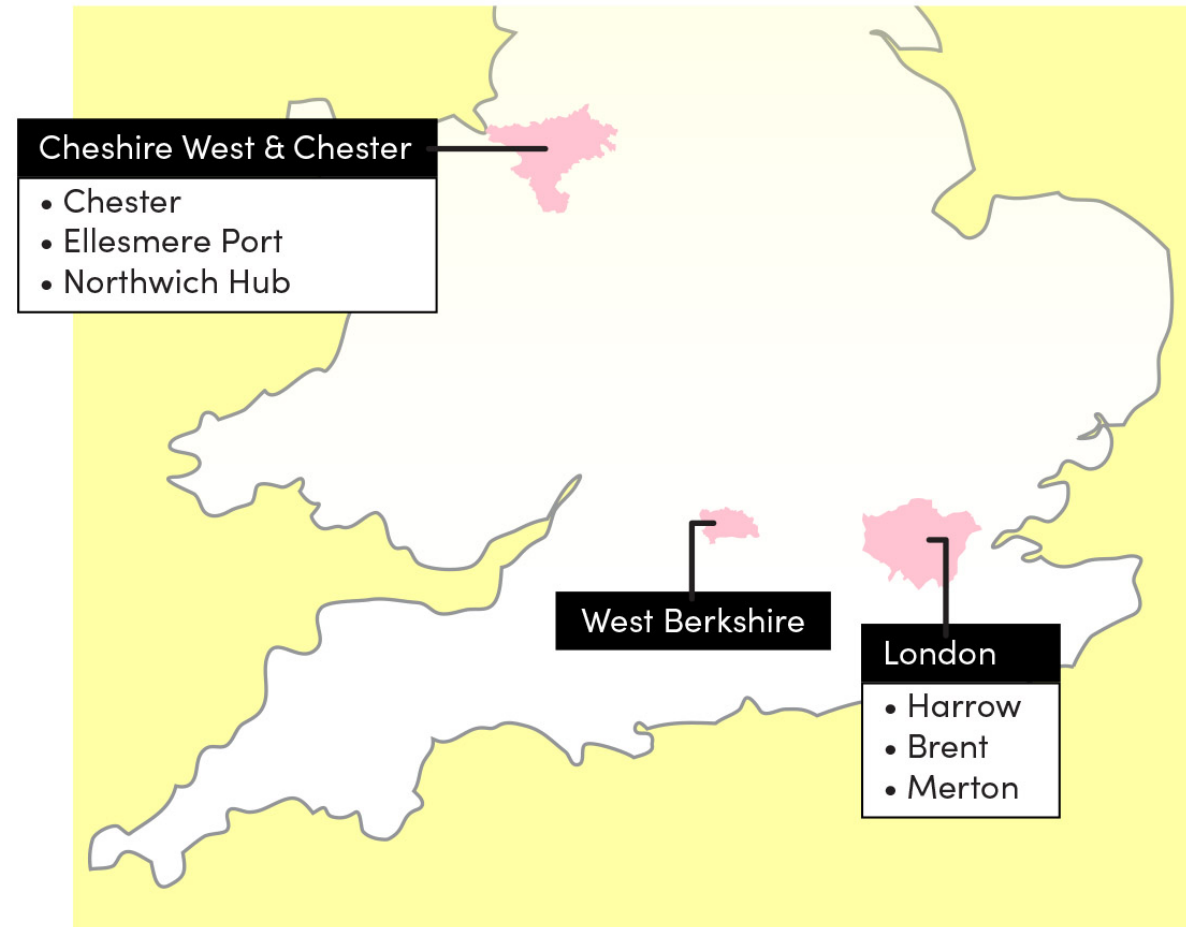 Cheshire West & Chester
• Chester
• Ellesmere Port
• Northwich Hub
West Berkshire
London
• Harrow
• Brent
• Merton